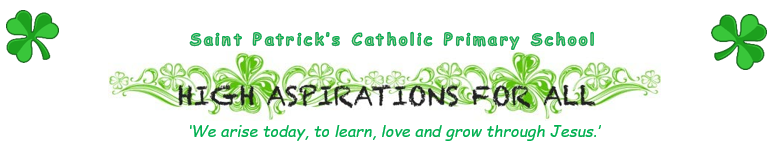 Saint Patrick's Catholic Primary School
HIGH ASPIRATIONS FOR ALL
‘We arise today, to learn, love and grow through Jesus.’